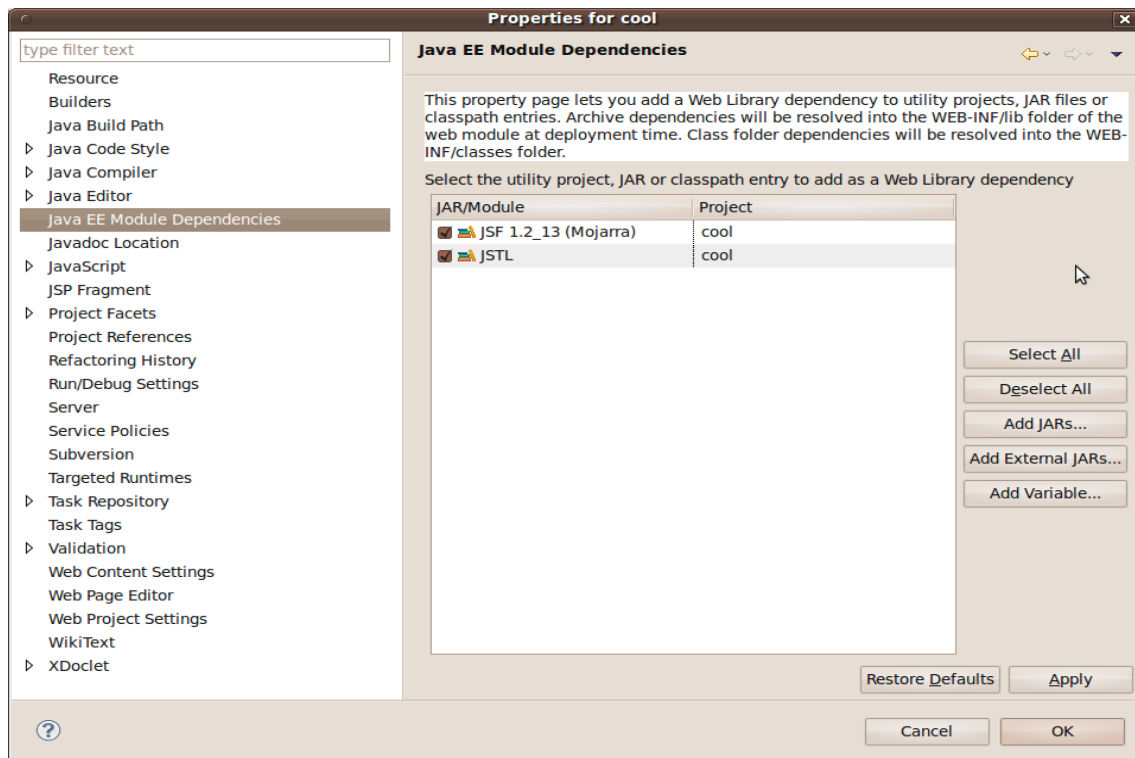 Properties for cool
type filter text
Resource
Builders
Java Build Path
Java Code Style
Java Compiler
Java Editor
Java EE Module Dependencies
Javadoc Location
JavaScript
JSP Fragment
Project Facets
Project References
Refactoring History
Run/Debug Settings
Server
Service Policies
Subversion
Targeted Runtimes
Task Repository
Task Tags
Validation
Web Content Settings
Web Page Editor
Web Project Settings
WikiText
XDoclet
Java EE Module Dependencies
This property page lets you add a Web Library dependency to utility projects, JAR files or
classpath entries. Archive dependencies will be resolved into the WEB-INF/lib folder of the
web module at deployment time. Class folder dependencies will be resolved into the WEB-
INF/classes folder.
Select the utility project, JAR or classpath entry to add as a Web Library dependency
JAR/Module Project
JSF 1.2_13 (Mojarra) cool
JSTL cool
Select All
Deselect All
Add JARs...
Add External JARs...
Add Variable...
Restore Defaults Apply
? Cancel OK